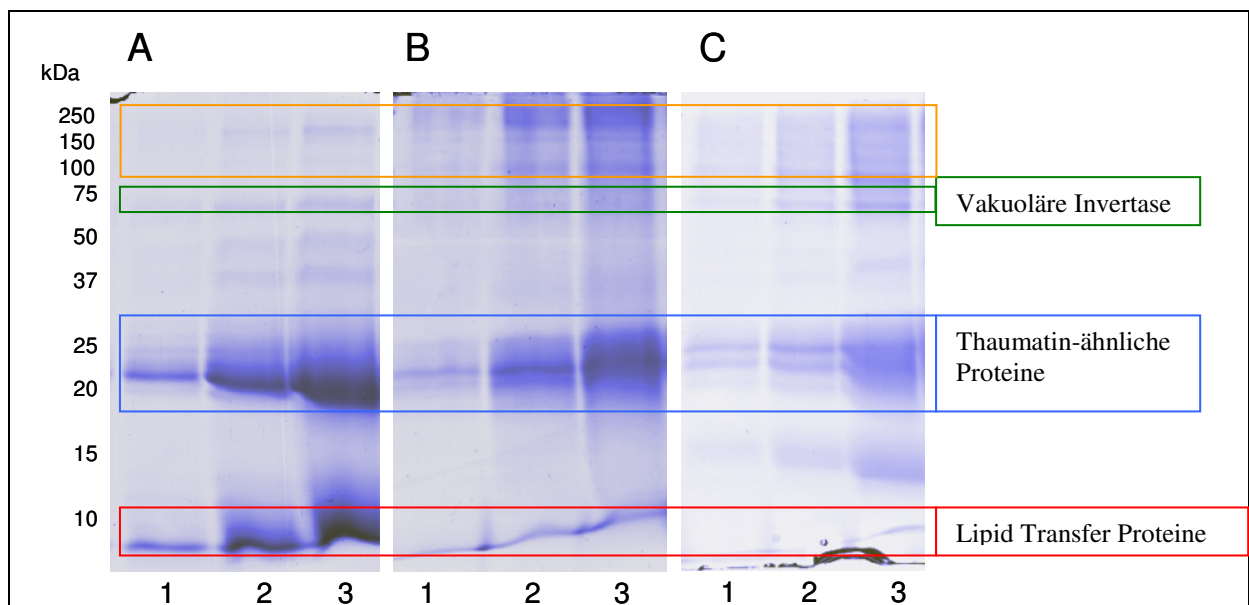 A B C
kDa
250
150
100
75
50
37
25
20
15
10
Vakuoläre Invertase
Thaumatin-ähnliche
Proteine
Lipid Transfer Proteine
1 2 3 1 2 3 1 2 3